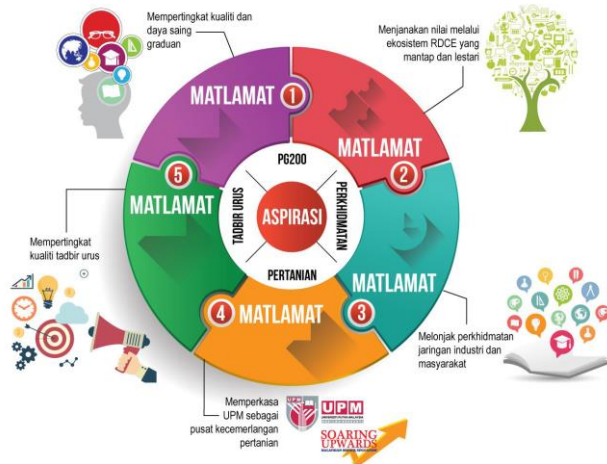 Mempertingkat kualiti dan
daya saing
graduan
Menjanakan nilai melalui
ekosistem RDCE yang
mantap dan lestari
MATLAMAT 1
MATLAMAT
2
PG200
PERKHIDMATAN
TADBIR URUS
ASPIRASI
PERTANIAN
5
MATLAMAT
MATLAMAT
3
4 MATLAMAT
Mempertingkat
kualiti tadbir urus
Melonjak perkhidmatan
jaringan industri dan
masyarakat
Memperkasa
UPM sebagai
pusat kecemerlangan
pertanian
UPM
UPM
SOARING
UPWARDS